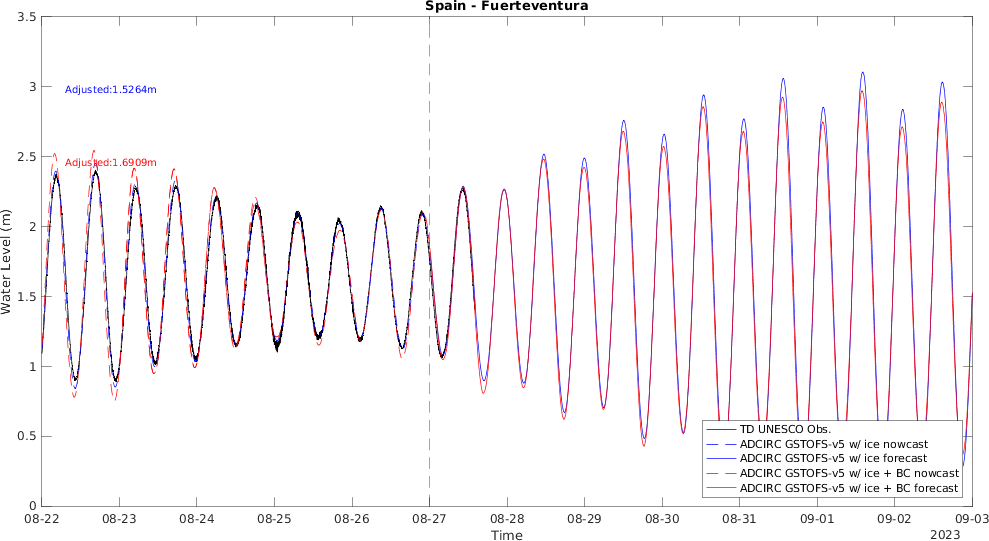 Spain - Fuerteventura
3.5
3
2.5
2
1.5
1
0.5
0
Water Level (m)
Adjusted:1.5264m
Adjusted:1.6909m
TD UNESCO Obs.
ADCIRC GSTOFS-v5 w/ ice nowcast
ADCIRC GSTOFS-v5 w/ ice forecast
ADCIRC GSTOFS-v5 w/ ice + BC nowcast
ADCIRC GSTOFS-v5 w/ ice + BC forecast
08-22 08-23 08-24 08-25 08-26 08-27 08-28 08-29 08-30 08-31 09-01 09-02 09-03
Time
2023